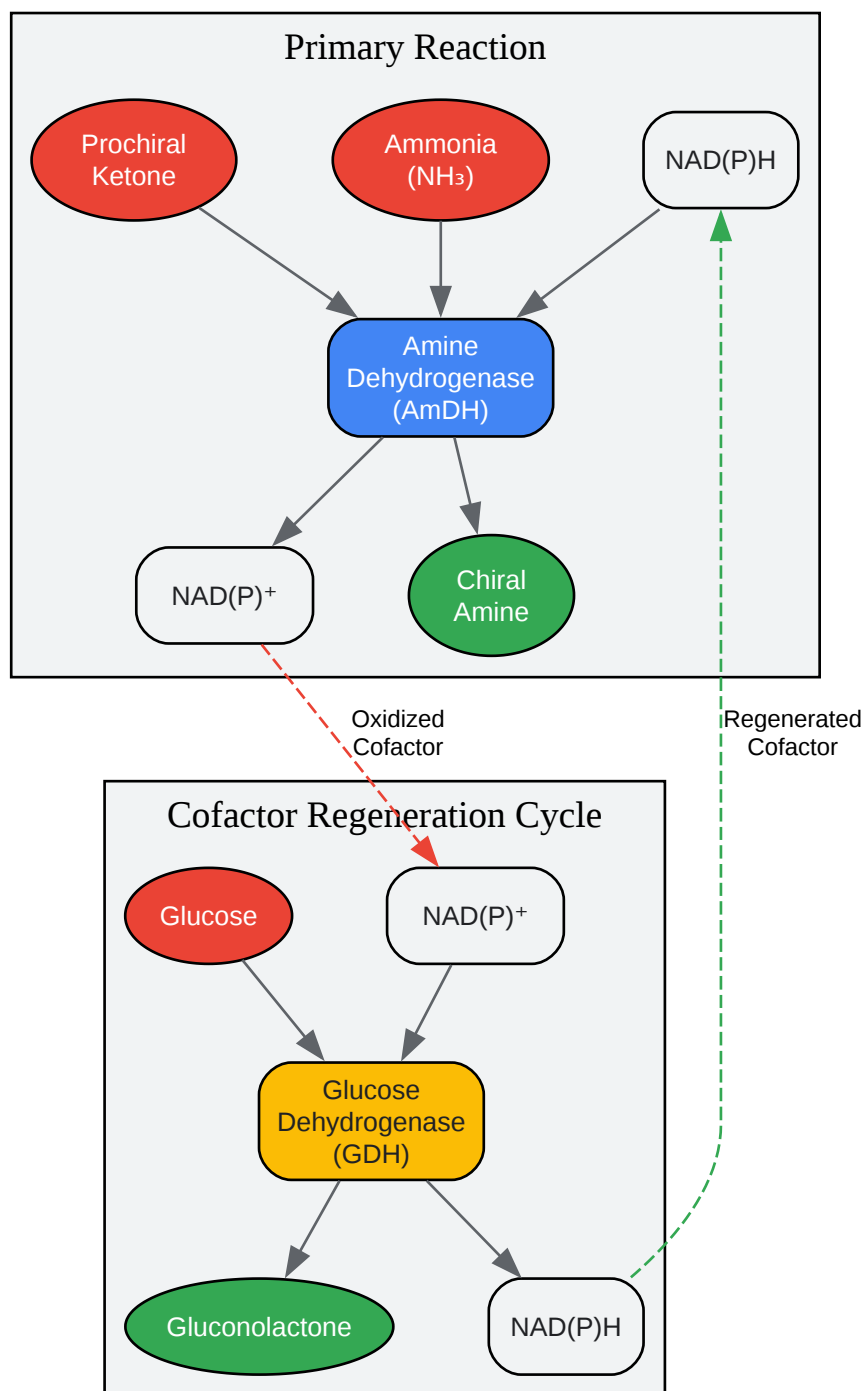 Primary Reaction
Prochiral
Ketone
Ammonia
(NH₃)
NAD(P)H
Amine
Dehydrogenase
(AmDH)
NAD(P)⁺
Chiral
Amine
Oxidized
Cofactor
Regenerated
Cofactor
Cofactor Regeneration Cycle
Glucose
NAD(P)⁺
Glucose
Dehydrogenase
(GDH)
Gluconolactone
NAD(P)H